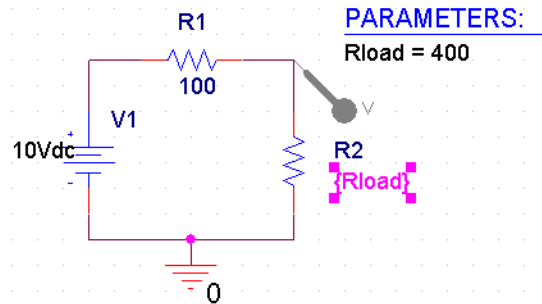 PARAMETERS:
R1
Rload = 400
100
V
V1
10Vdc
+
-
R2
{Rload}
0